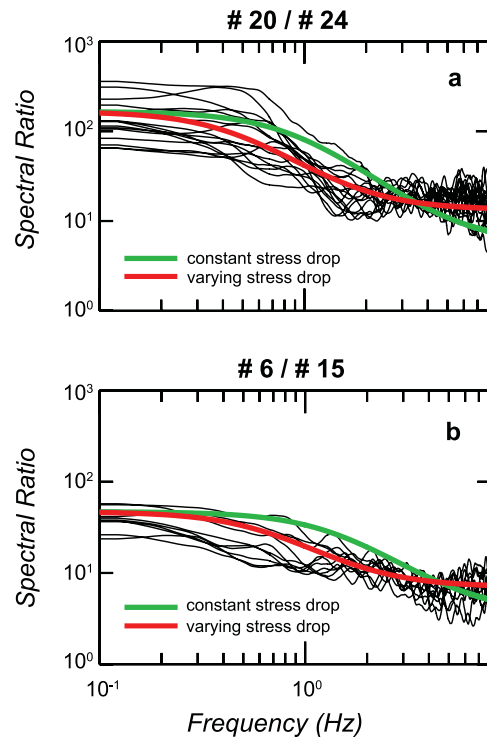 # 20 / # 24
10³
a
10²
Spectral Ratio
10¹
constant stress drop
varying stress drop
10⁰
# 6 / # 15
10³
b
10²
Spectral Ratio
10¹
constant stress drop
varying stress drop
10⁰
10⁻¹ 10⁰
Frequency (Hz)